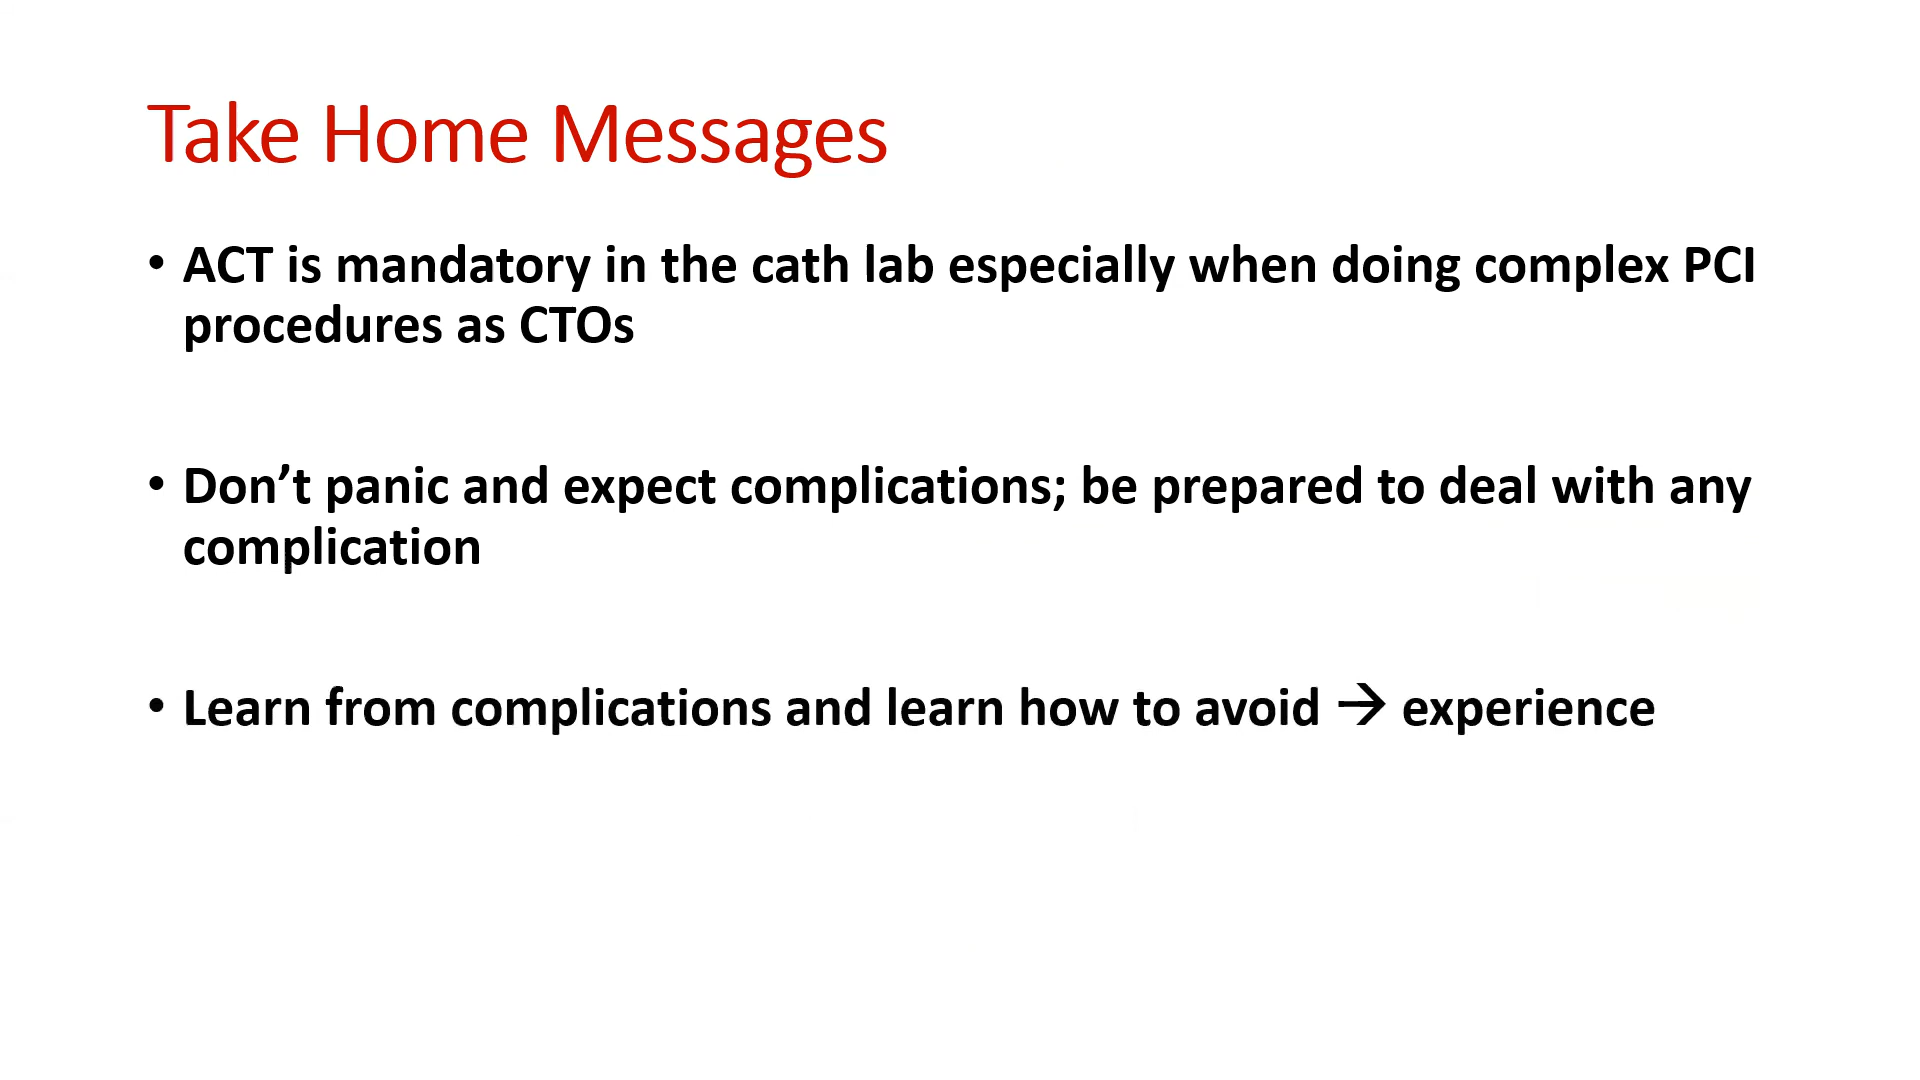 Take Home Messages
• ACT is mandatory in the cath lab especially when doing complex PCI
procedures as CTOs
• Don’t panic and expect complications; be prepared to deal with any
complication
• Learn from complications and learn how to avoid → experience